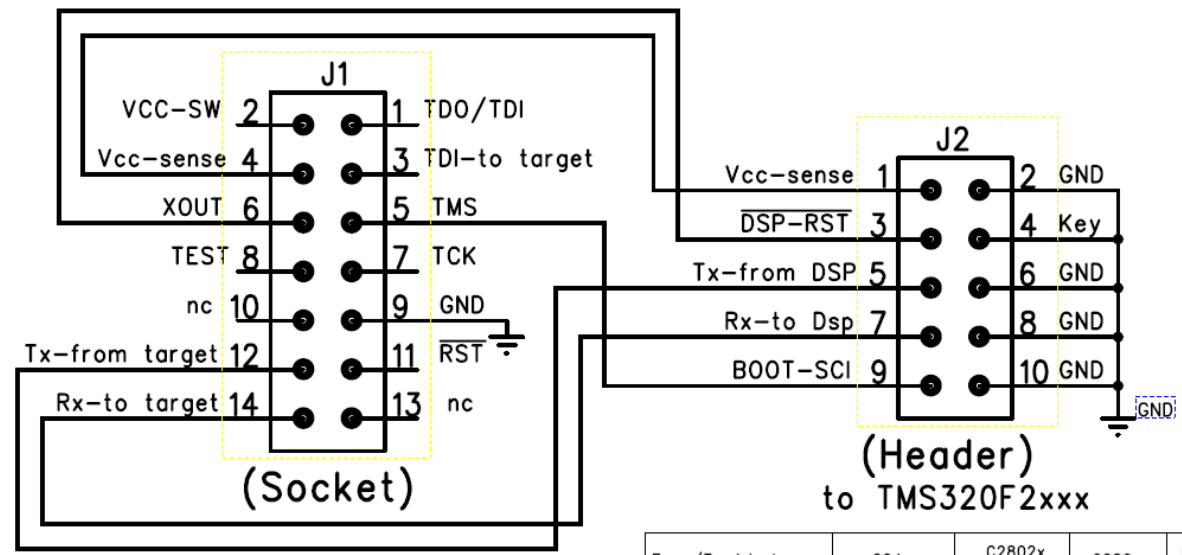 J1
VCC-SW 2 1 TDO/TDI
Vcc-sense 4 3 TDI-to target
XOUT 6 5 TMS
TEST 8 7 TCK
nc 10 9 GND
Tx-from target 12 11 RST
Rx-to target 14 13 nc
(Socket)
J2
Vcc-sense 1 2 GND
DSP-RST 3 4 Key
Tx-from DSP 5 6 GND
Rx-to Dsp 7 8 GND
BOOT-SCI 9 10 GND
GND
(Header)
to TMS320F2xxx
C2802x